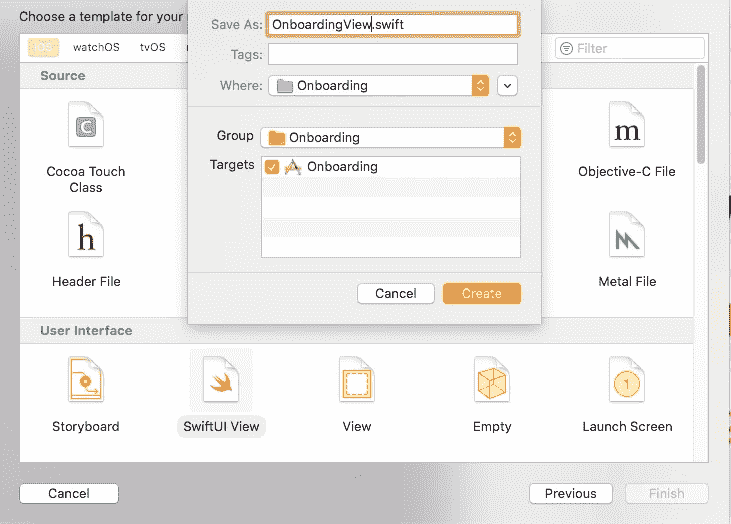 Choose a template for your
Save As: OnboardingView.swift
Tags:
Where: Onboarding
watchOS tvOS
Filter
Group Onboarding
Targets Onboarding
Cancel Create
Source
C
m
Cocoa Touch
Class
Objective-C File
h
Header File
Metal File
User Interface
1
Storyboard SwiftUI View View Empty Launch Screen
Cancel Previous Finish